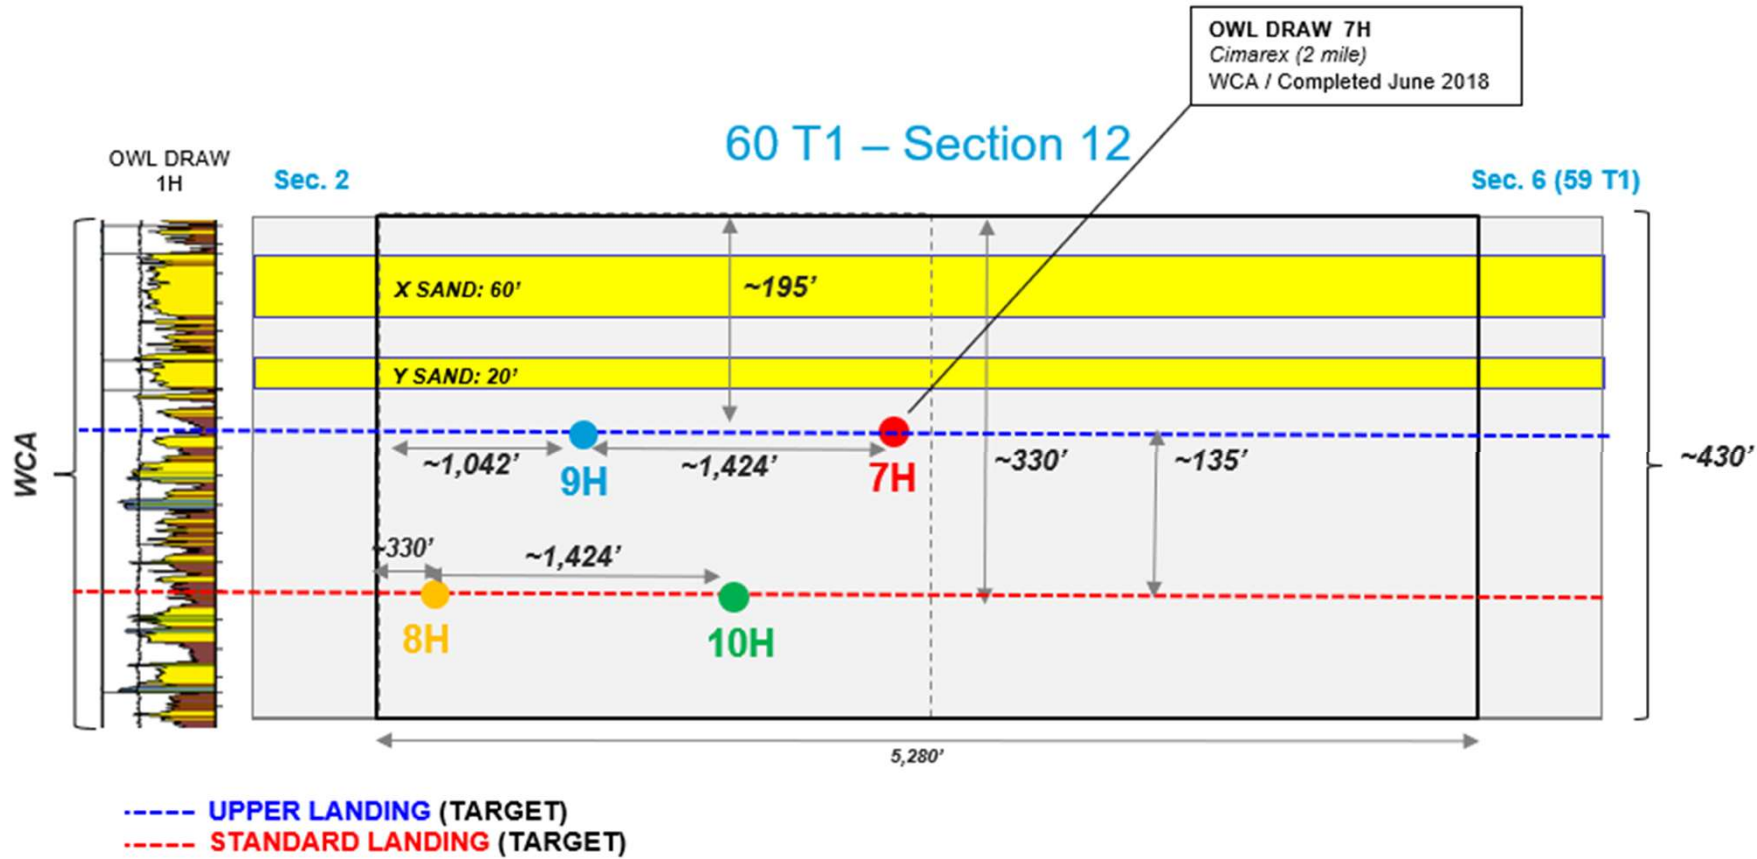 OWL DRAW 7H
Cimarex (2 mile)
WCA / Completed June 2018
60 T1 – Section 12
OWL DRAW
1H
Sec. 2
Sec. 6 (59 T1)
X SAND: 60’
~195’
Y SAND: 20’
WCA
~1,042’
9H
~1,424’
7H
~330’
~135’
~430’
~330’
~1,424’
8H
10H
5,280’
UPPER LANDING (TARGET)
STANDARD LANDING (TARGET)